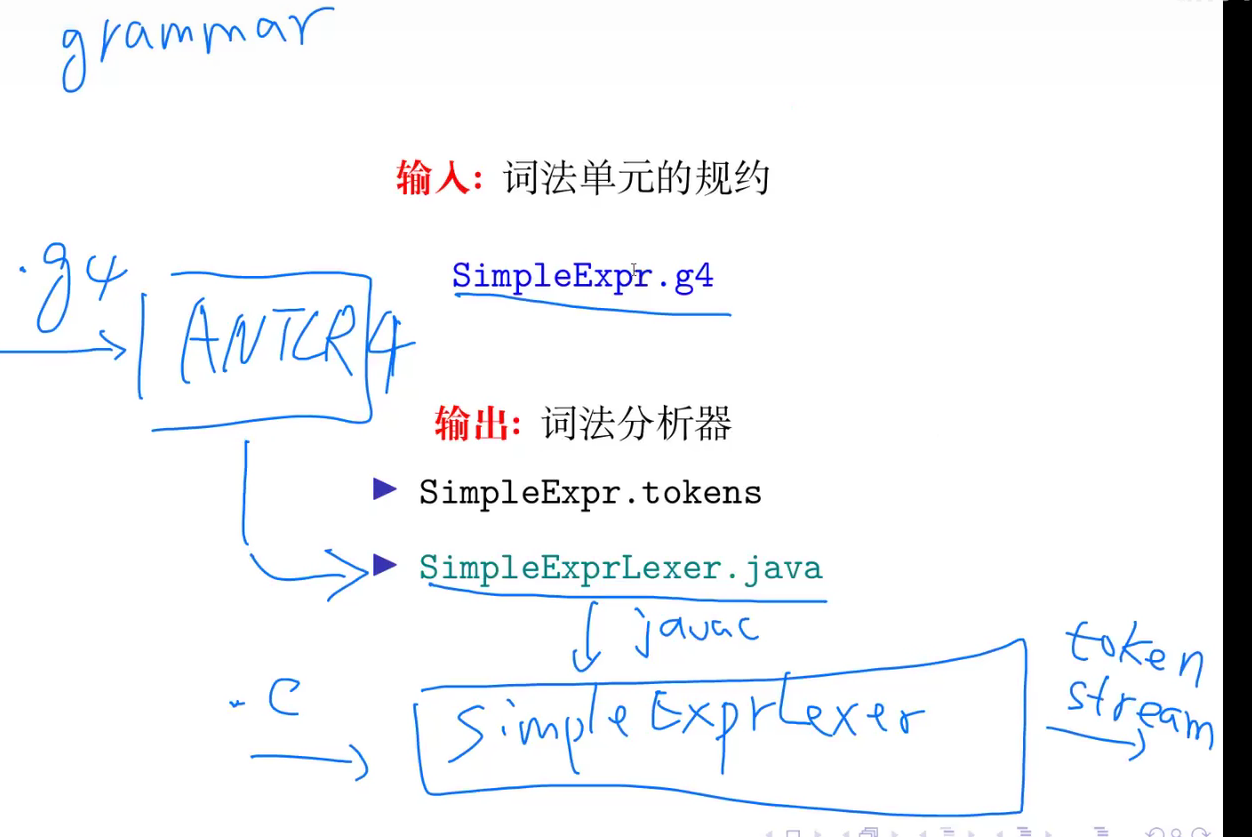 grammar
输入: 词法单元的规约
.g4
SimpleExpr.g4
ANTLR4
输出: 词法分析器
SimpleExpr.tokens
SimpleExprLexer.java
javac
token
stream
.C
SimpleExprLexer